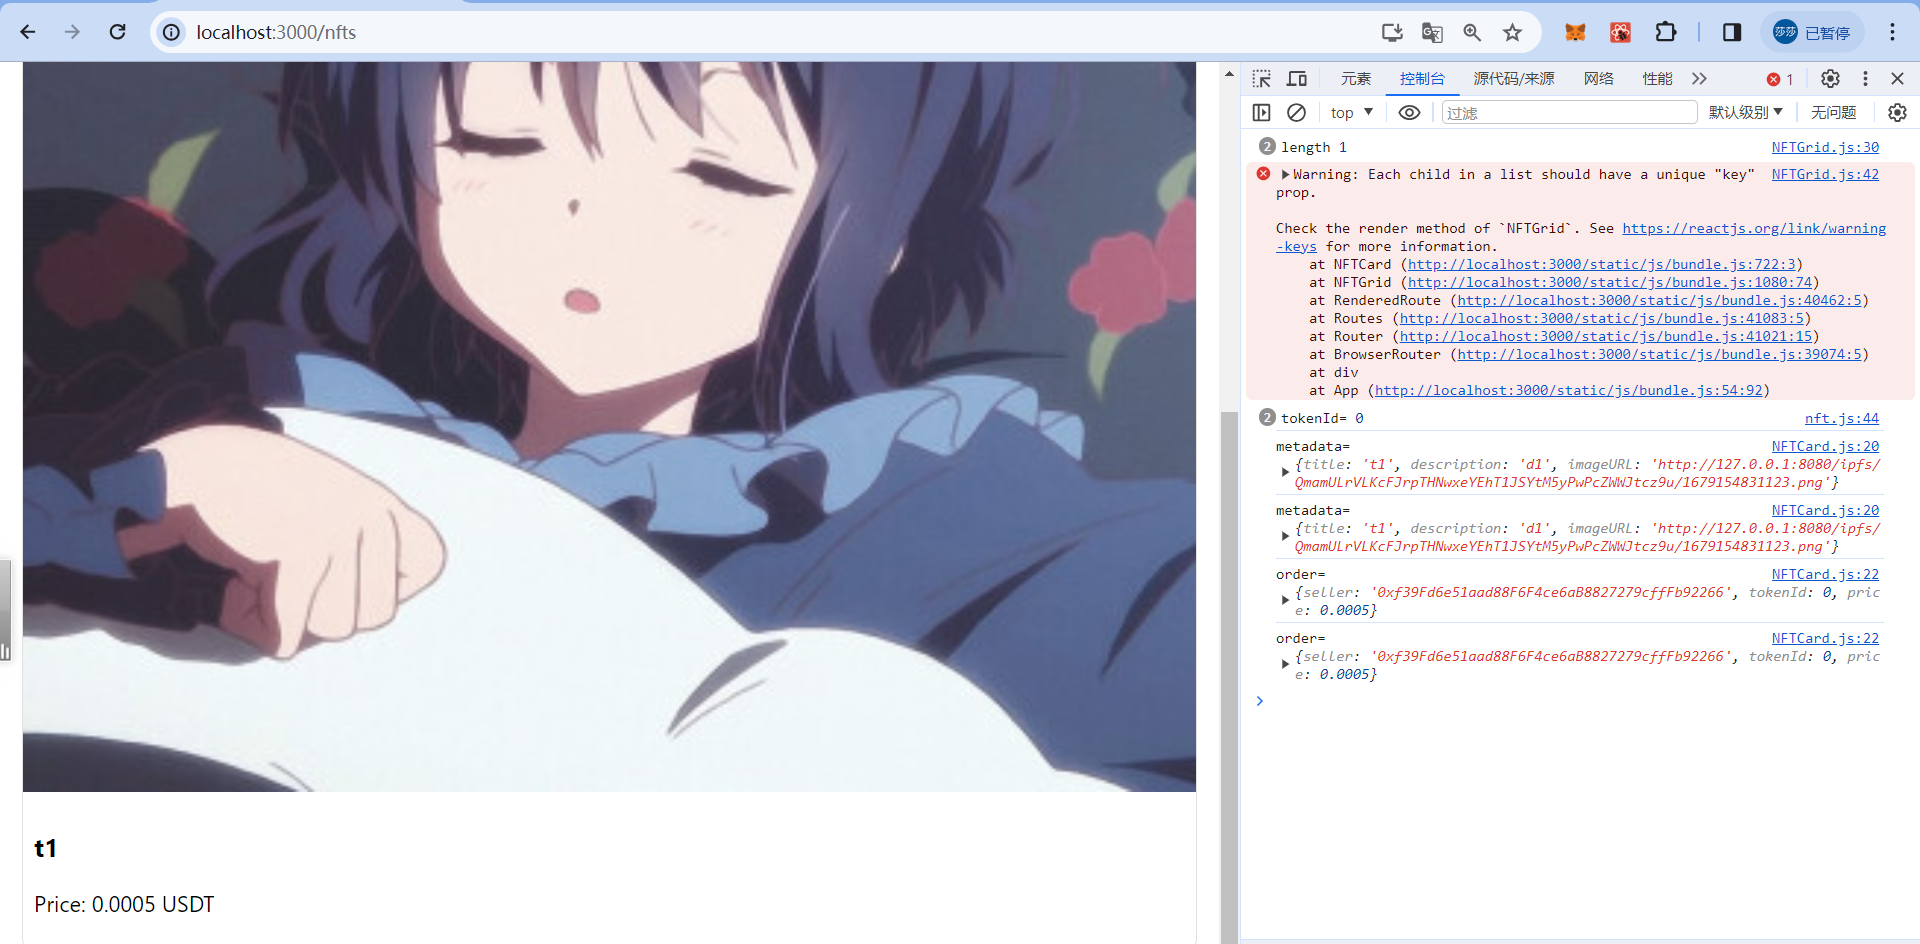 localhost:3000/nfts
莎莎 已暂停
元素 控制台 源代码/来源 网络 性能 1
top 过滤 默认级别 无问题
2 length 1 NFTGrid.js:30
Warning: Each child in a list should have a unique "key" NFTGrid.js:42
prop.
Check the render method of `NFTGrid`. See https://reactjs.org/link/warning
-keys for more information.
at NFTCard (http://localhost:3000/static/js/bundle.js:722:3)
at NFTGrid (http://localhost:3000/static/js/bundle.js:1080:74)
at RenderedRoute (http://localhost:3000/static/js/bundle.js:40462:5)
at Routes (http://localhost:3000/static/js/bundle.js:41083:5)
at Router (http://localhost:3000/static/js/bundle.js:41021:15)
at BrowserRouter (http://localhost:3000/static/js/bundle.js:39074:5)
at div
at App (http://localhost:3000/static/js/bundle.js:54:92)
2 tokenId= 0 nft.js:44
metadata= NFTCard.js:20
{title: 't1', description: 'd1', imageURL: 'http://127.0.0.1:8080/ipfs/
QmamULrVLKcFJrpTHNwxeYEhT1JSYtM5yPwPcZWWJtcz9u/1679154831123.png'}
metadata= NFTCard.js:20
{title: 't1', description: 'd1', imageURL: 'http://127.0.0.1:8080/ipfs/
QmamULrVLKcFJrpTHNwxeYEhT1JSYtM5yPwPcZWWJtcz9u/1679154831123.png'}
order= NFTCard.js:22
{seller: '0xf39Fd6e51aad88F6F4ce6aB8827279cffFb92266', tokenId: 0, pric
e: 0.0005}
order= NFTCard.js:22
{seller: '0xf39Fd6e51aad88F6F4ce6aB8827279cffFb92266', tokenId: 0, pric
e: 0.0005}
t1
Price: 0.0005 USDT